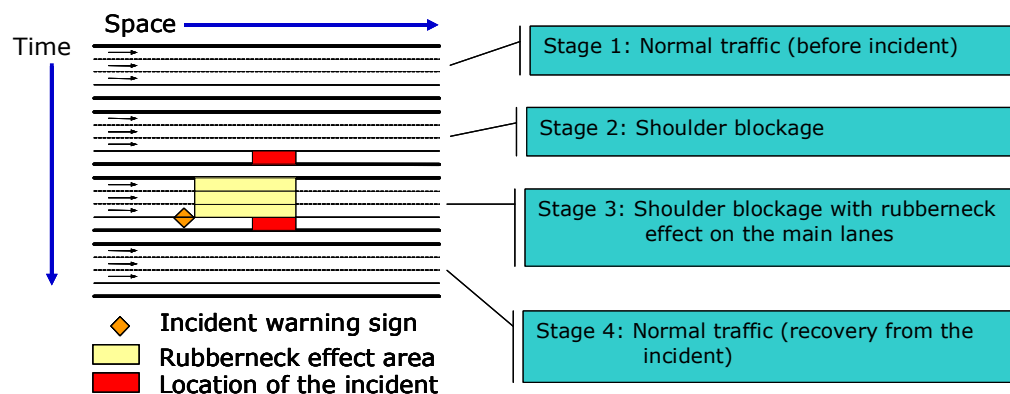 Space
Time
Stage 1: Normal traffic (before incident)
Stage 2: Shoulder blockage
Stage 3: Shoulder blockage with rubberneck
effect on the main lanes
Stage 4: Normal traffic (recovery from the
incident)
Incident warning sign
Rubberneck effect area
Location of the incident